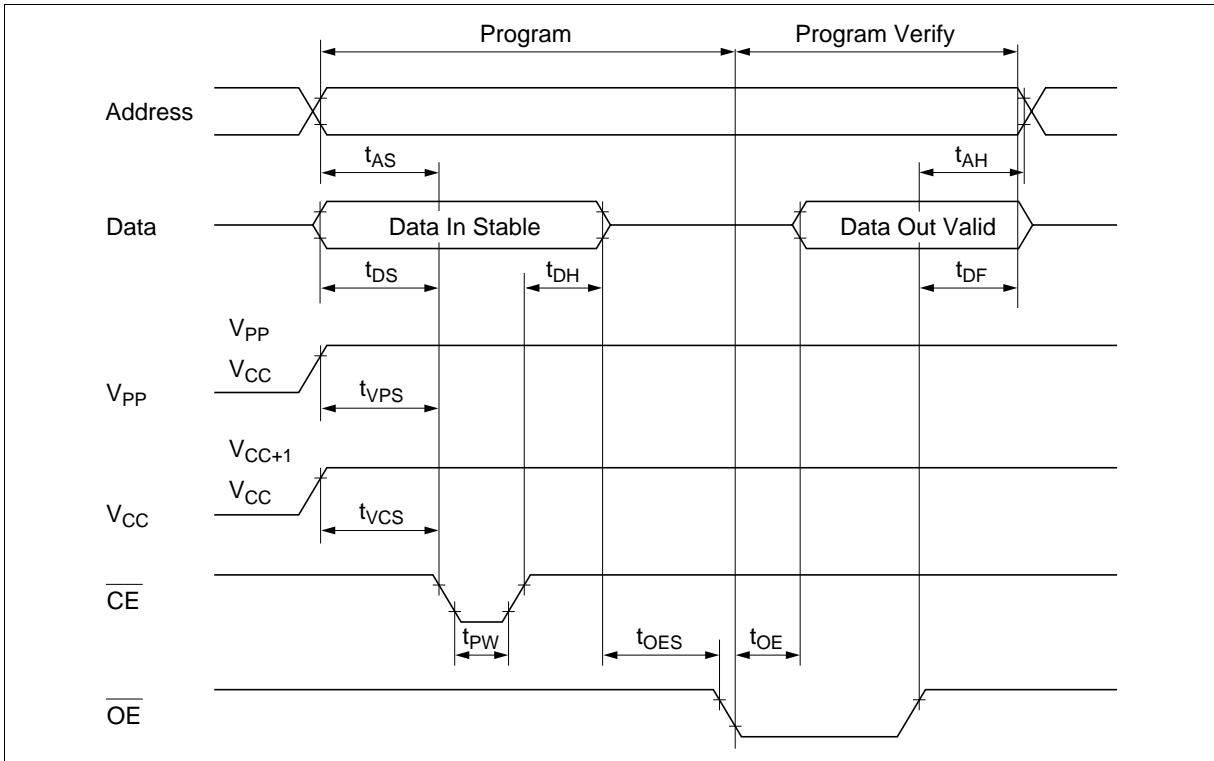 Program Program Verify
Address
tAS tAH
Data Data In Stable Data Out Valid
tDS tDH tDF
VPP
VCC
VPP
tVPS
VCC+1
VCC
VCC
tVCS
CE
tPW tOES tOE
OE